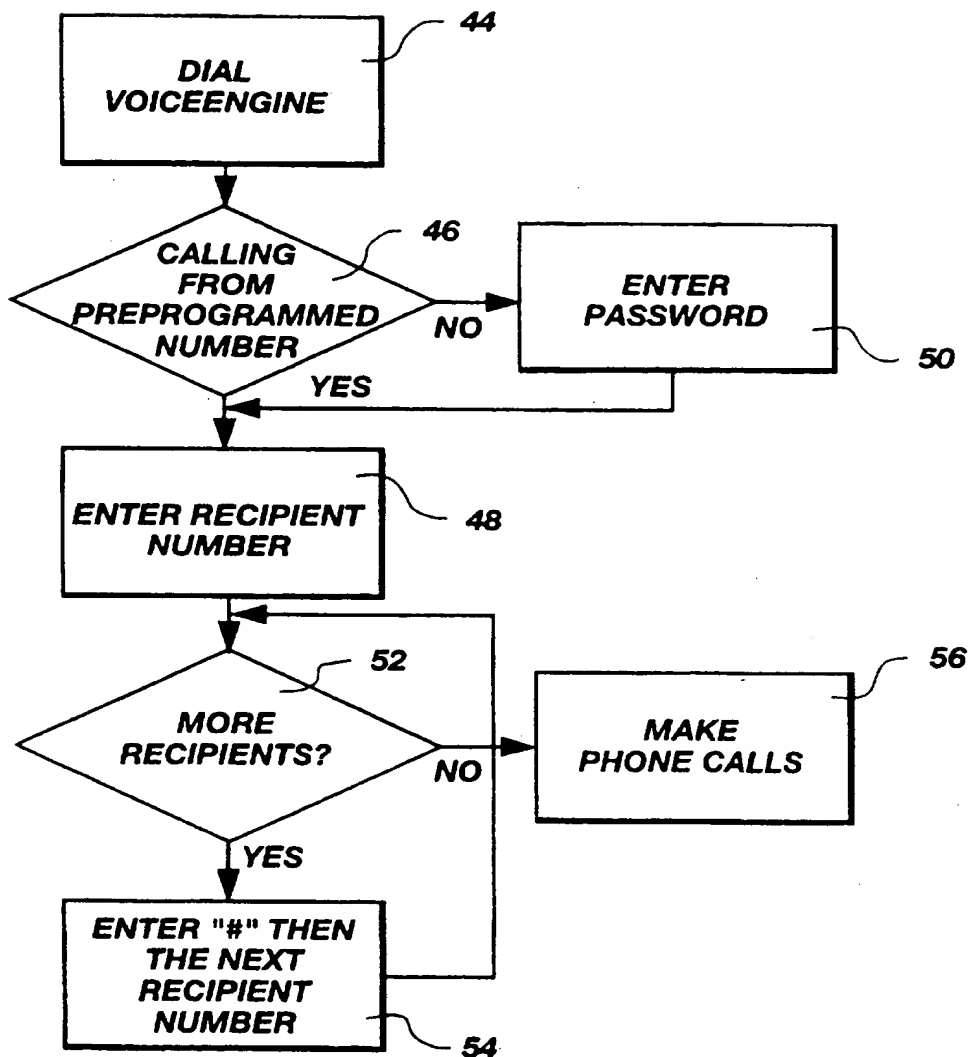 44
DIAL
VOICEENGINE
46
CALLING
FROM
PREPROGRAMMED
NUMBER
NO
ENTER
PASSWORD
50
YES
ENTER RECIPIENT
NUMBER
48
52
MORE
RECIPIENTS?
NO
56
MAKE
PHONE CALLS
YES
ENTER "#" THEN
THE NEXT
RECIPIENT
NUMBER
54